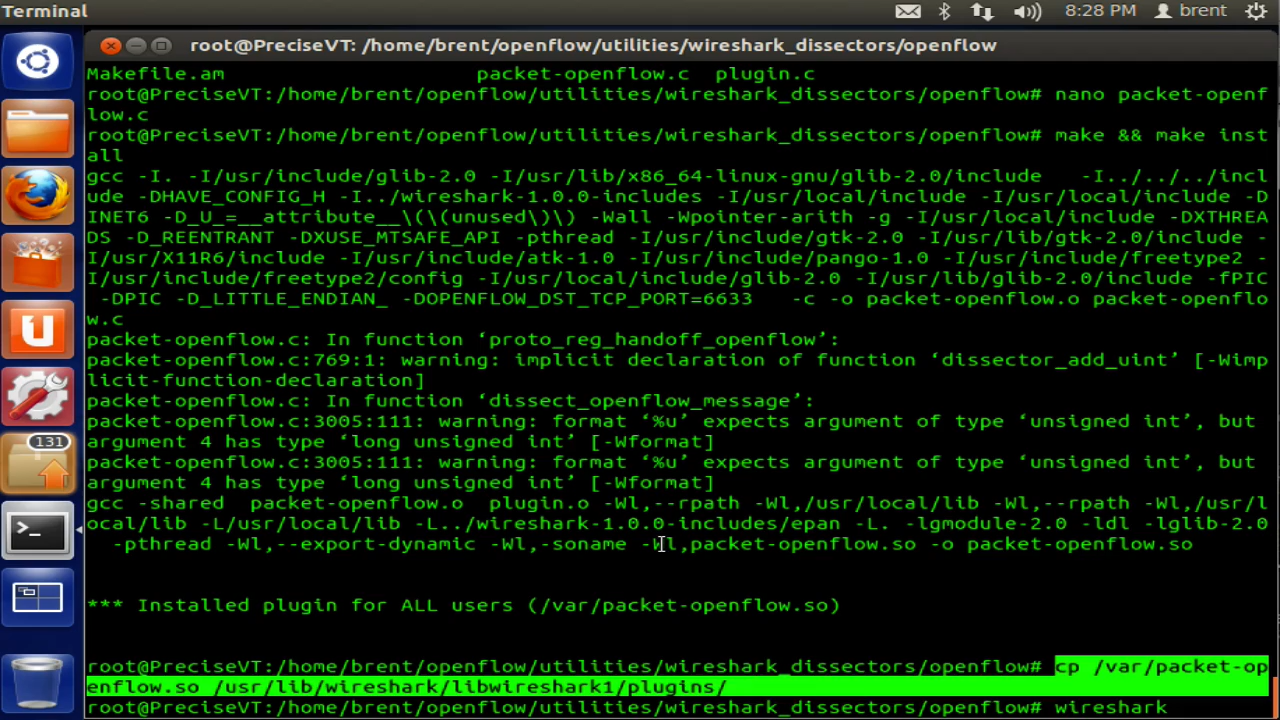 Terminal
8:28 PM brent
root@PreciseVT: /home/brent/openflow/utilities/wireshark_dissectors/openflow
Makefile.am packet-openflow.c plugin.c
root@PreciseVT:/home/brent/openflow/utilities/wireshark_dissectors/openflow# nano packet-openf
low.c
root@PreciseVT:/home/brent/openflow/utilities/wireshark_dissectors/openflow# make && make inst
all
gcc -I. -I/usr/include/glib-2.0 -I/usr/lib/x86_64-linux-gnu/glib-2.0/include -I../../../incl
ude -DHAVE_CONFIG_H -I../wireshark-1.0.0-includes -I/usr/local/include -I/usr/local/include -D
INET6 -D_U_=__attribute__\(\(unused\)\) -Wall -Wpointer-arith -g -I/usr/local/include -DXTHREA
DS -D_REENTRANT -DXUSE_MTSAFE_API -pthread -I/usr/include/gtk-2.0 -I/usr/lib/gtk-2.0/include -
I/usr/X11R6/include -I/usr/include/atk-1.0 -I/usr/include/pango-1.0 -I/usr/include/freetype2 -
I/usr/include/freetype2/config -I/usr/local/include/glib-2.0 -I/usr/lib/glib-2.0/include -fPIC
-DPIC -D_LITTLE_ENDIAN_ -DOPENFLOW_DST_TCP_PORT=6633 -c -o packet-openflow.o packet-openflo
w.c
packet-openflow.c: In function ‘proto_reg_handoff_openflow’:
packet-openflow.c:769:1: warning: implicit declaration of function ‘dissector_add_uint’ [-Wimp
licit-function-declaration]
packet-openflow.c: In function ‘dissect_openflow_message’:
packet-openflow.c:3005:111: warning: format ‘%u’ expects argument of type ‘unsigned int’, but
argument 4 has type ‘long unsigned int’ [-Wformat]
packet-openflow.c:3005:111: warning: format ‘%u’ expects argument of type ‘unsigned int’, but
argument 4 has type ‘long unsigned int’ [-Wformat]
gcc -shared packet-openflow.o plugin.o -Wl,--rpath -Wl,/usr/local/lib -Wl,--rpath -Wl,/usr/l
ocal/lib -L/usr/local/lib -L../wireshark-1.0.0-includes/epan -L. -lgmodule-2.0 -ldl -lglib-2.0
-pthread -Wl,--export-dynamic -Wl,-soname -Wl,packet-openflow.so -o packet-openflow.so
*** Installed plugin for ALL users (/var/packet-openflow.so)
131
root@PreciseVT:/home/brent/openflow/utilities/wireshark_dissectors/openflow# cp /var/packet-op
enflow.so /usr/lib/wireshark/libwireshark1/plugins/
root@PreciseVT:/home/brent/openflow/utilities/wireshark_dissectors/openflow# wireshark